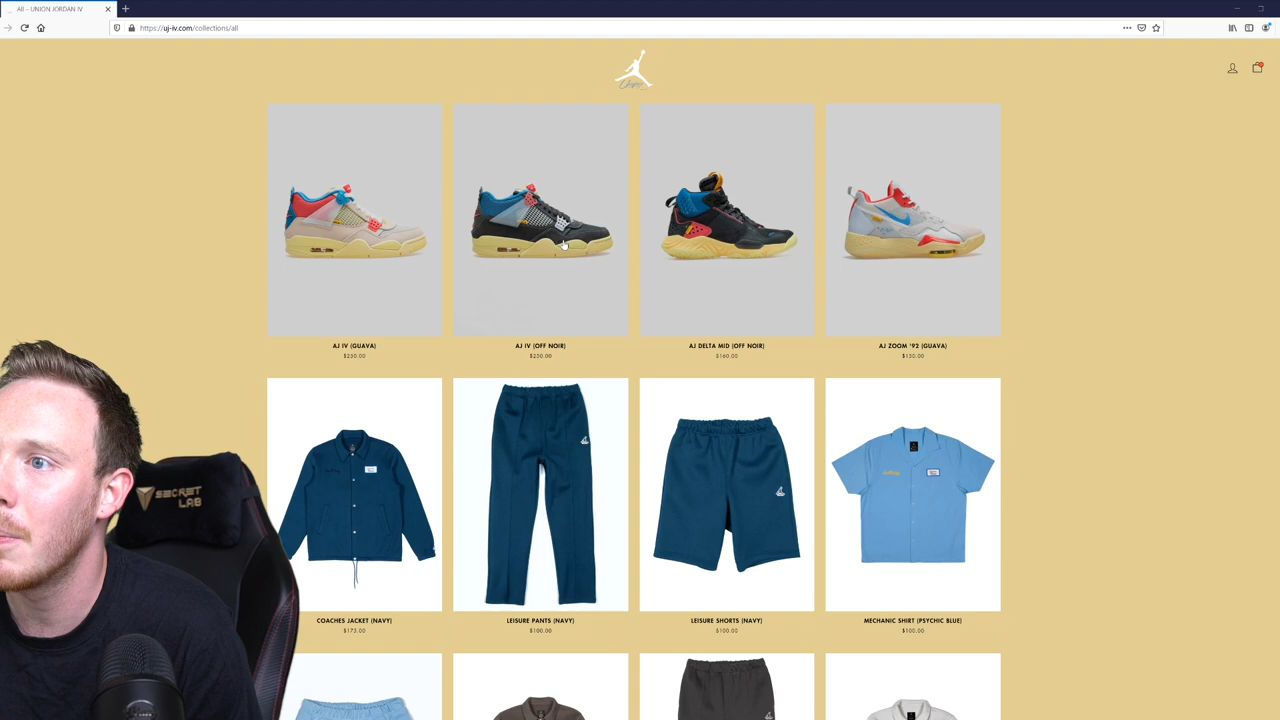 All – UNION JORDAN IV
https://uj-iv.com/collections/all
AJ IV (GUAVA)
$250.00
AJ IV (OFF NOIR)
$250.00
AJ DELTA MID (OFF NOIR)
$160.00
AJ ZOOM '92 (GUAVA)
$150.00
COACHES JACKET (NAVY)
$175.00
LEISURE PANTS (NAVY)
$100.00
LEISURE SHORTS (NAVY)
$100.00
MECHANIC SHIRT (PSYCHIC BLUE)
$100.00
SECRET
LAB